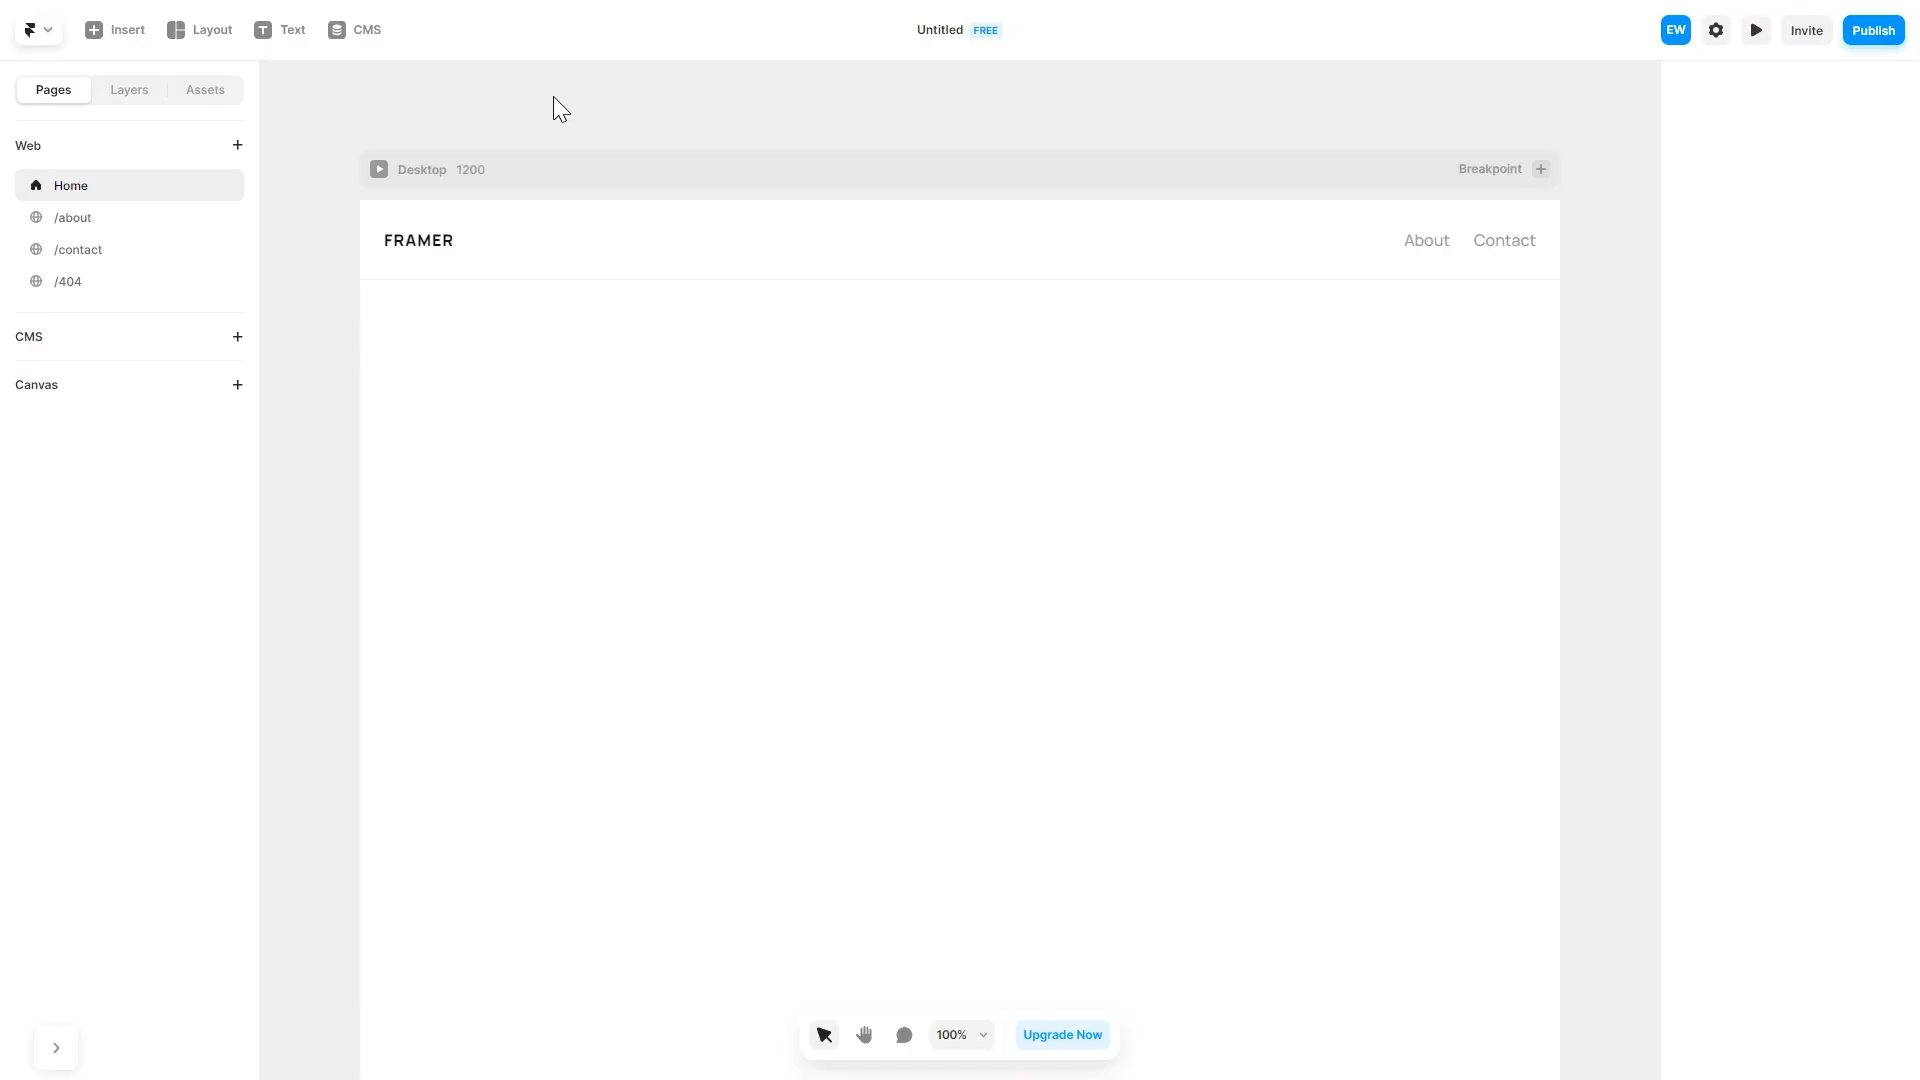 Insert Layout Text CMS Untitled FREE EW Invite Publish
Pages Layers Assets
Web
Home
/about
/contact
/404
CMS
Canvas
Desktop 1200 Breakpoint
FRAMER About Contact
100% Upgrade Now